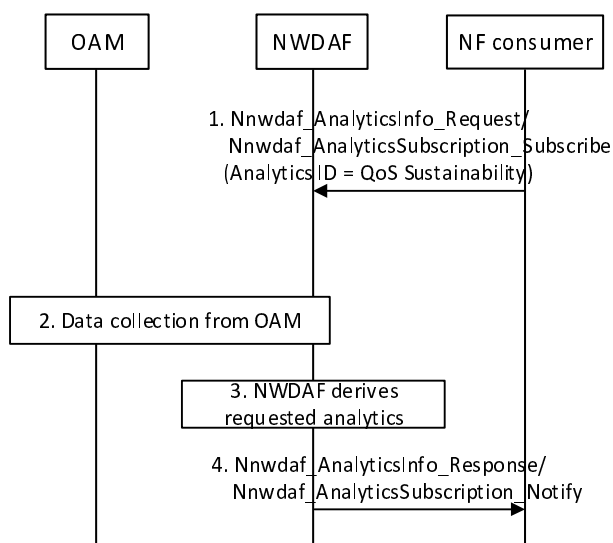 OAM
NWDAF
NF consumer
1. Nnwdaf_AnalyticsInfo_Request/
Nnwdaf_AnalyticsSubscription_Subscribe
(Analytics ID = QoS Sustainability)
2. Data collection from OAM
3. NWDAF derives
requested analytics
4. Nnwdaf_AnalyticsInfo_Response/
Nnwdaf_AnalyticsSubscription_Notify